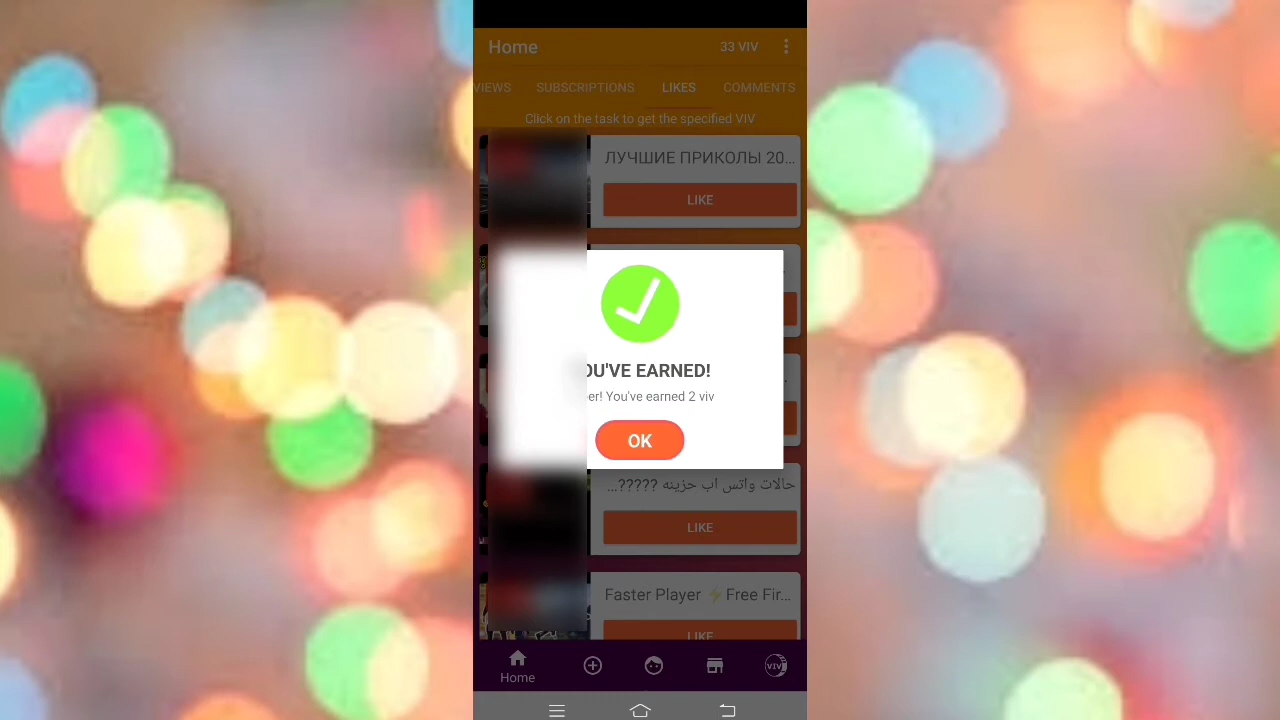 Home 33 VIV
VIEWS SUBSCRIPTIONS LIKES COMMENTS
Click on the task to get the specified VIV
ЛУЧШИЕ ПРИКОЛЫ 20...
LIKE
OU'VE EARNED!
er! You've earned 2 viv
OK
حالات واتس اب حزينه ?????...
LIKE
Faster Player ⚡Free Fir...
LIKE
VIV
Home